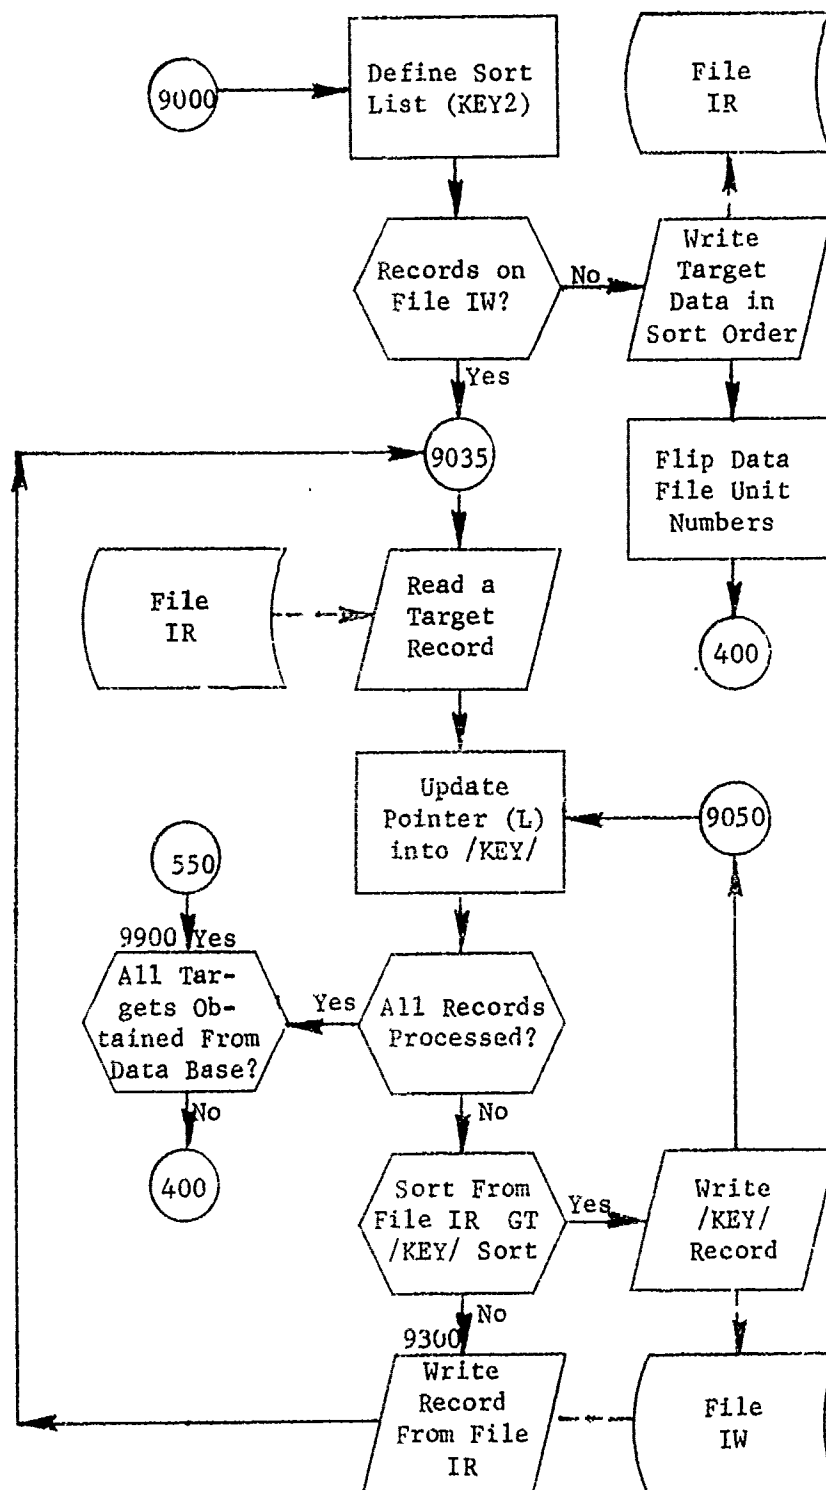 9000
Define Sort
List (KEY2)
File
IR
Records on
File IW?
No
Write
Target
Data in
Sort Order
Yes
9035
Flip Data
File Unit
Numbers
File
IR
Read a
Target
Record
400
Update
Pointer (L)
into /KEY/
9050
550
9900 Yes
All Tar-
gets Ob-
tained From
Data Base?
Yes
All Records
Processed?
No
No
400
Sort From
File IR GT
/KEY/ Sort
Yes
Write
/KEY/
Record
No
9300
Write
Record
From File
IR
File
IW